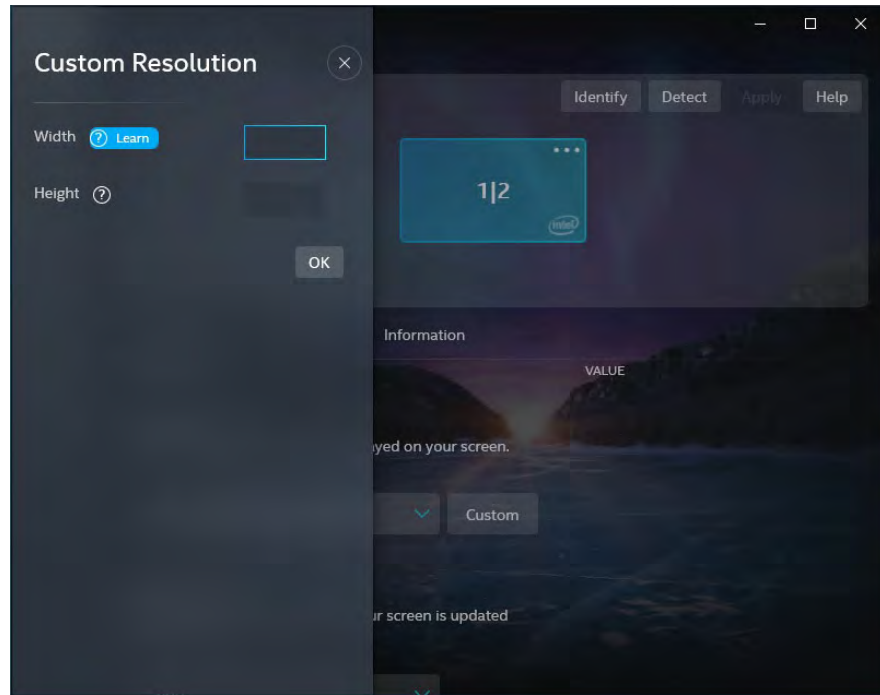 Custom Resolution
Identify Detect Apply Help
Width ? Learn
1|2
intel
Height ?
OK
Information
VALUE
yed on your screen.
Custom
ur screen is updated